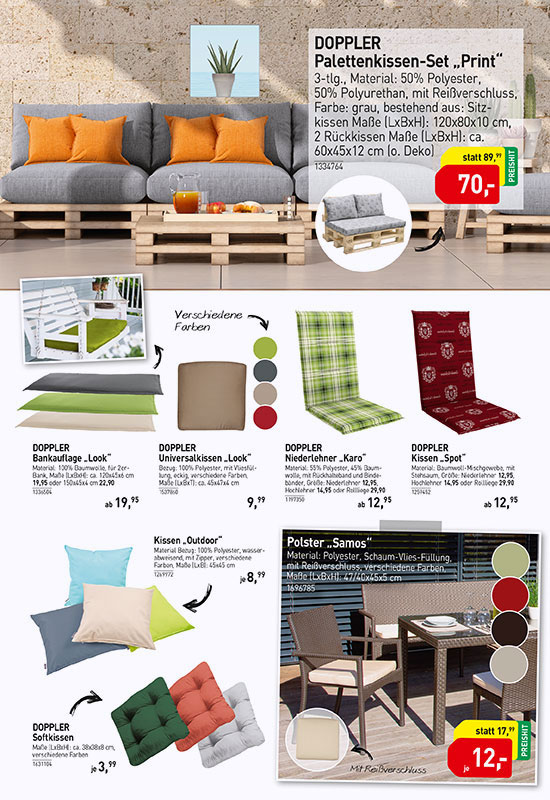 DOPPLER
Palettenkissen-Set „Print“
3-tlg., Material: 50% Polyester,
50% Polyurethan, mit Reißverschluss,
Farbe: grau, bestehend aus: Sitz-
kissen Maße (LxBxH): 120x80x10 cm,
2 Rückkissen Maße (LxBxH): ca.
60x45x12 cm (o. Deko)
1334764
statt 89,99
70,-
PREISHIT
Verschiedene
Farben
DOPPLER
Bankauflage „Look“
Material: 100% Baumwolle, für 2er-
Bank, Maße (LxBxH): ca. 120x45x6 cm
19,95 oder 150x45x4 cm 22,90
ab 19,95
DOPPLER
Universalkissen „Look“
Bezug: 100% Polyester, mit Vliesfül-
lung, eckig, verschiedene Farben,
Maße (LxBxT): ca. 45x47x4 cm
9,99
DOPPLER
Niederlehner „Karo“
Material: 55% Polyester, 45% Baum-
wolle, mit Rückhalteband und Binde-
bänder, Größe: Niederlehner 12,95,
Hochlehner 14,95 oder Rollliege 29,90
1197350
ab 12,95
DOPPLER
Kissen „Spot“
Material: Baumwoll-Mischgewebe, mit
Stehsaum, Größe: Niederlehner 12,95,
Hochlehner 14,95 oder Rollliege 29,90
ab 12,95
Kissen „Outdoor“
Material Bezug: 100% Polyester, wasser-
abweisend, mit Zipper, verschiedene
Farben, Maße (LxB): 45x45 cm
je 8,99
DOPPLER
Softkissen
Maße (LxBxH): ca. 38x38x8 cm,
verschiedene Farben
1631104
je 3,99
Polster „Samos“
Material: Polyester, Schaum-Vlies-Füllung,
mit Reißverschluss, verschiedene Farben,
Maße (LxBxH): 47/40x45x5 cm
1696785
Mit Reißverschluss
statt 17,99
je 12,-
PREISHIT